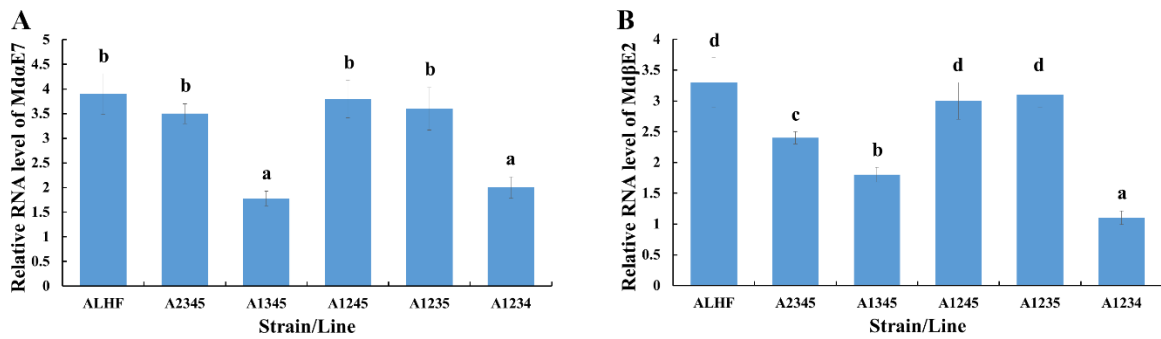 A
Relative RNA level of MdαE7
5
4.5
4
3.5
3
2.5
2
1.5
1
0.5
0
b b a b b a
ALHF A2345 A1345 A1245 A1235 A1234
Strain/Line
B
Relative RNA level of MdβE2
4
3.5
3
2.5
2
1.5
1
0.5
0
d c b d d a
ALHF A2345 A1345 A1245 A1235 A1234
Strain/Line